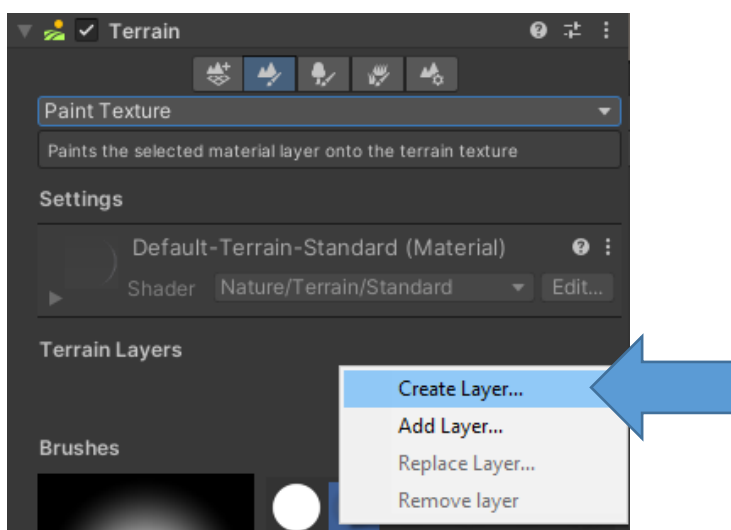 Terrain
Paint Texture
Paints the selected material layer onto the terrain texture
Settings
Default-Terrain-Standard (Material)
Shader Nature/Terrain/Standard Edit...
Terrain Layers
Create Layer...
Add Layer...
Brushes
Replace Layer...
Remove layer